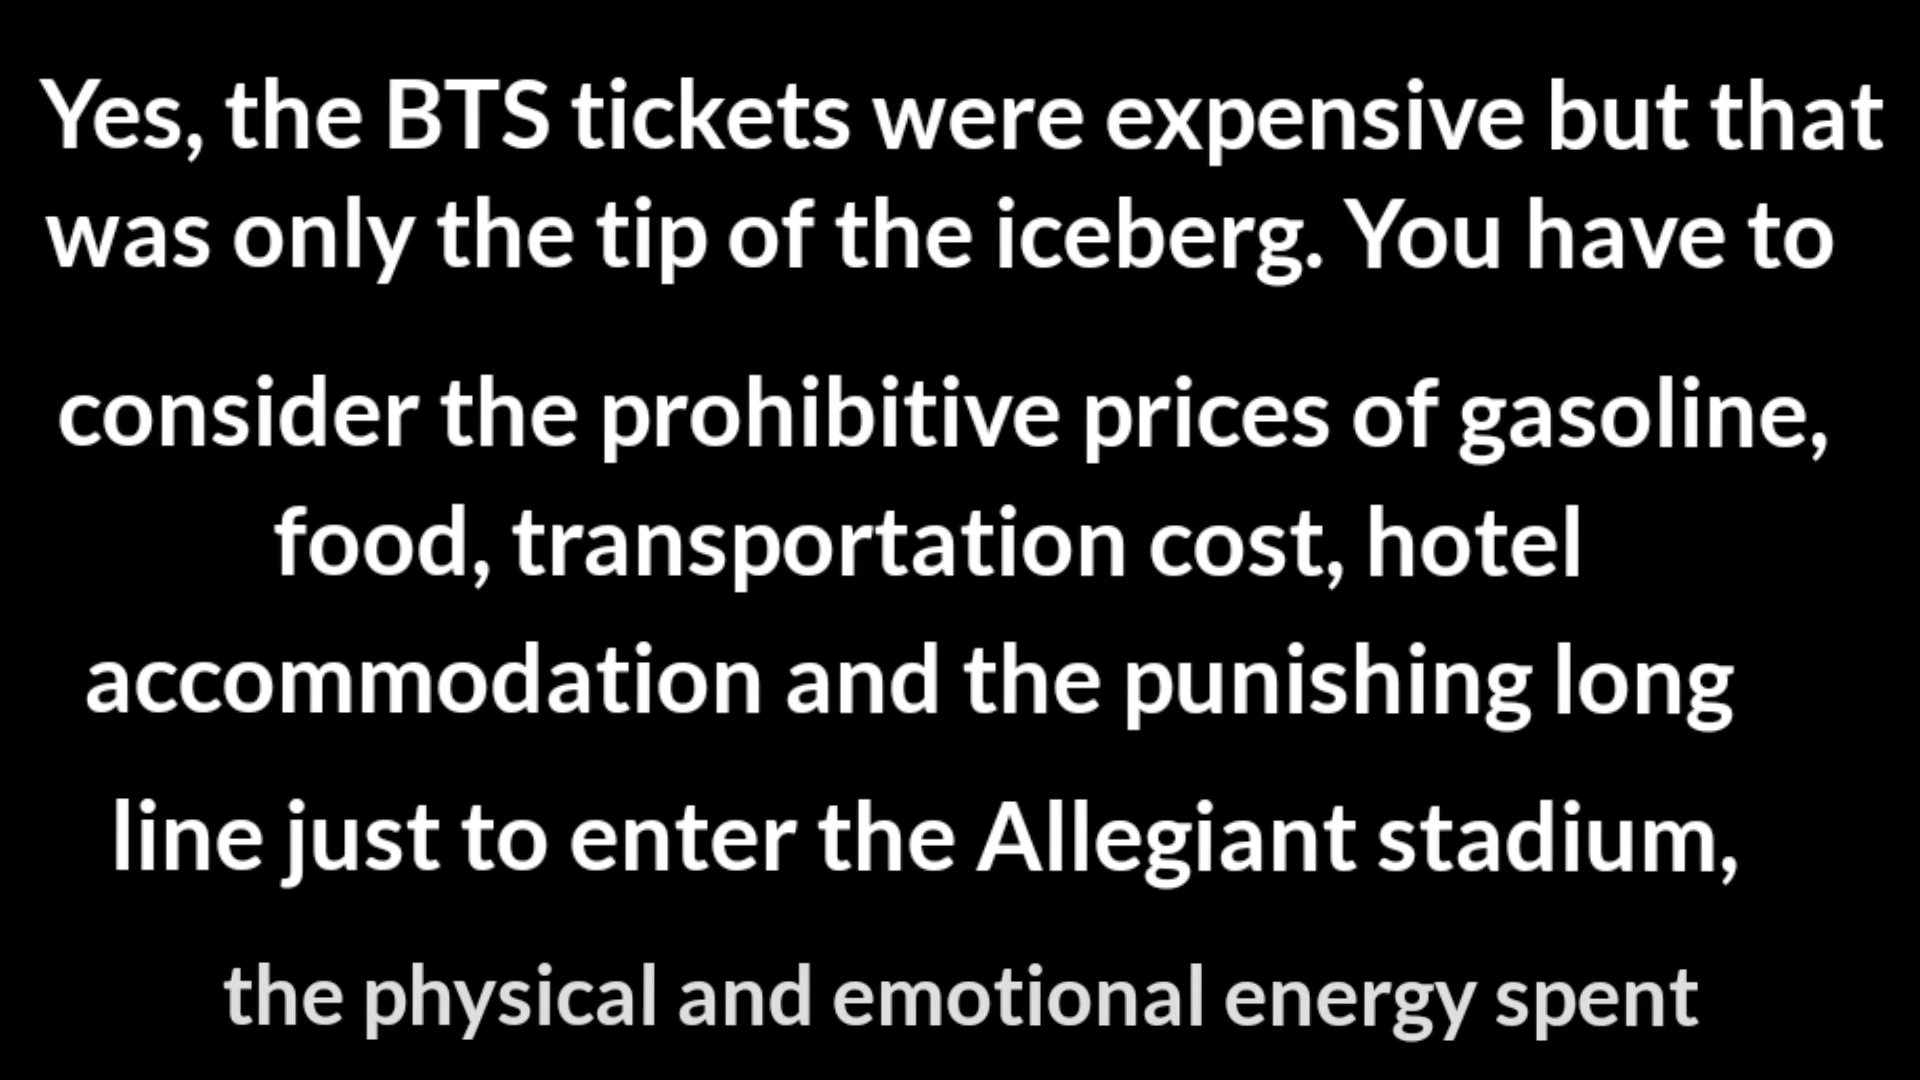 Yes, the BTS tickets were expensive but that
was only the tip of the iceberg. You have to
consider the prohibitive prices of gasoline,
food, transportation cost, hotel
accommodation and the punishing long
line just to enter the Allegiant stadium,
the physical and emotional energy spent